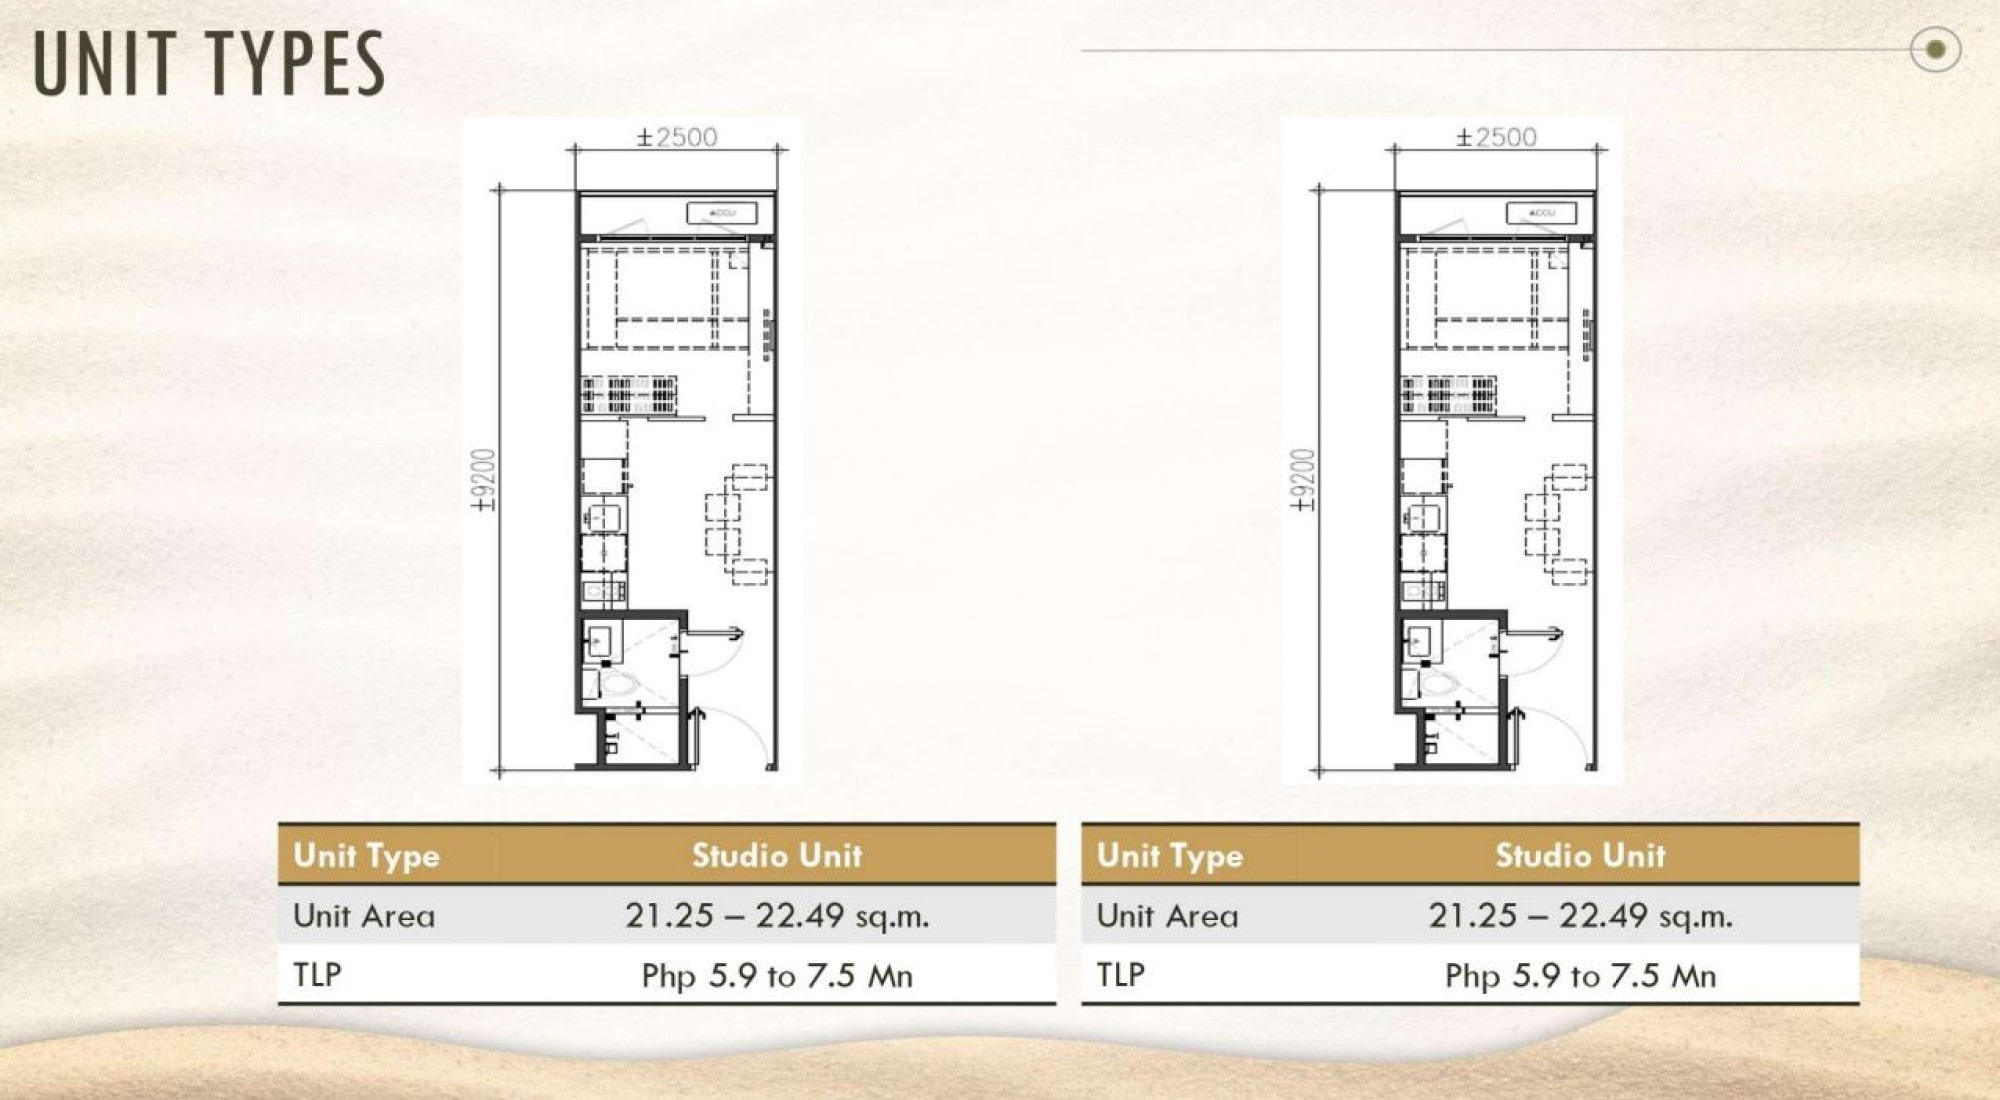 UNIT TYPES
±2500
±2500
ACCU
ACCU
±9200
±9200
Unit Type Studio Unit
Unit Area 21.25 – 22.49 sq.m.
TLP Php 5.9 to 7.5 Mn
Unit Type Studio Unit
Unit Area 21.25 – 22.49 sq.m.
TLP Php 5.9 to 7.5 Mn